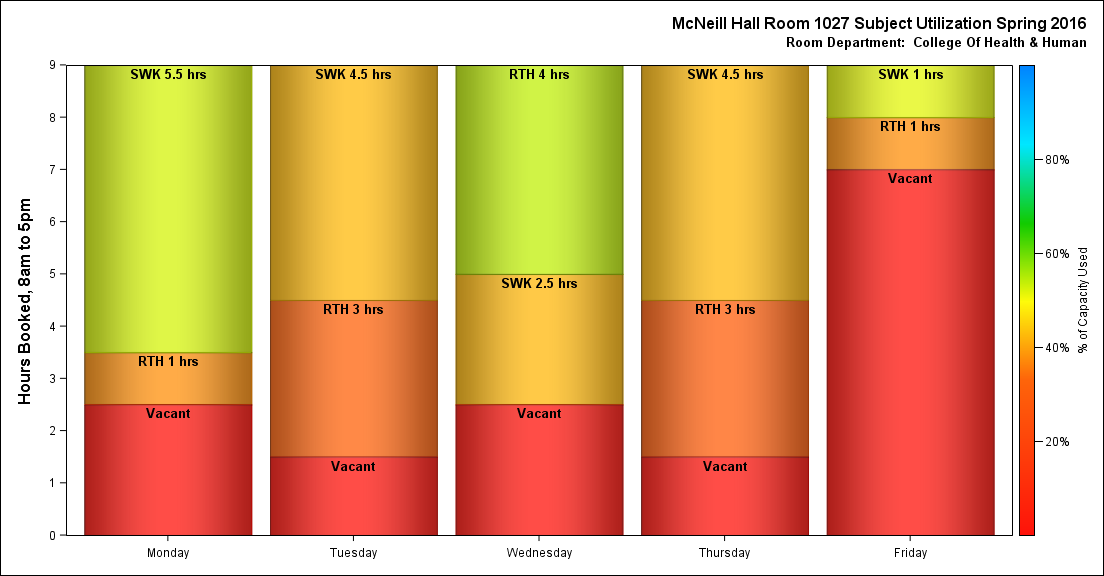 McNeill Hall Room 1027 Subject Utilization Spring 2016
Room Department: College Of Health & Human
Hours Booked, 8am to 5pm
9
8
7
6
5
4
3
2
1
0
SWK 5.5 hrs
RTH 1 hrs
Vacant
SWK 4.5 hrs
RTH 3 hrs
Vacant
RTH 4 hrs
SWK 2.5 hrs
Vacant
SWK 4.5 hrs
RTH 3 hrs
Vacant
SWK 1 hrs
RTH 1 hrs
Vacant
Monday
Tuesday
Wednesday
Thursday
Friday
80%
60%
40%
20%
% of Capacity Used